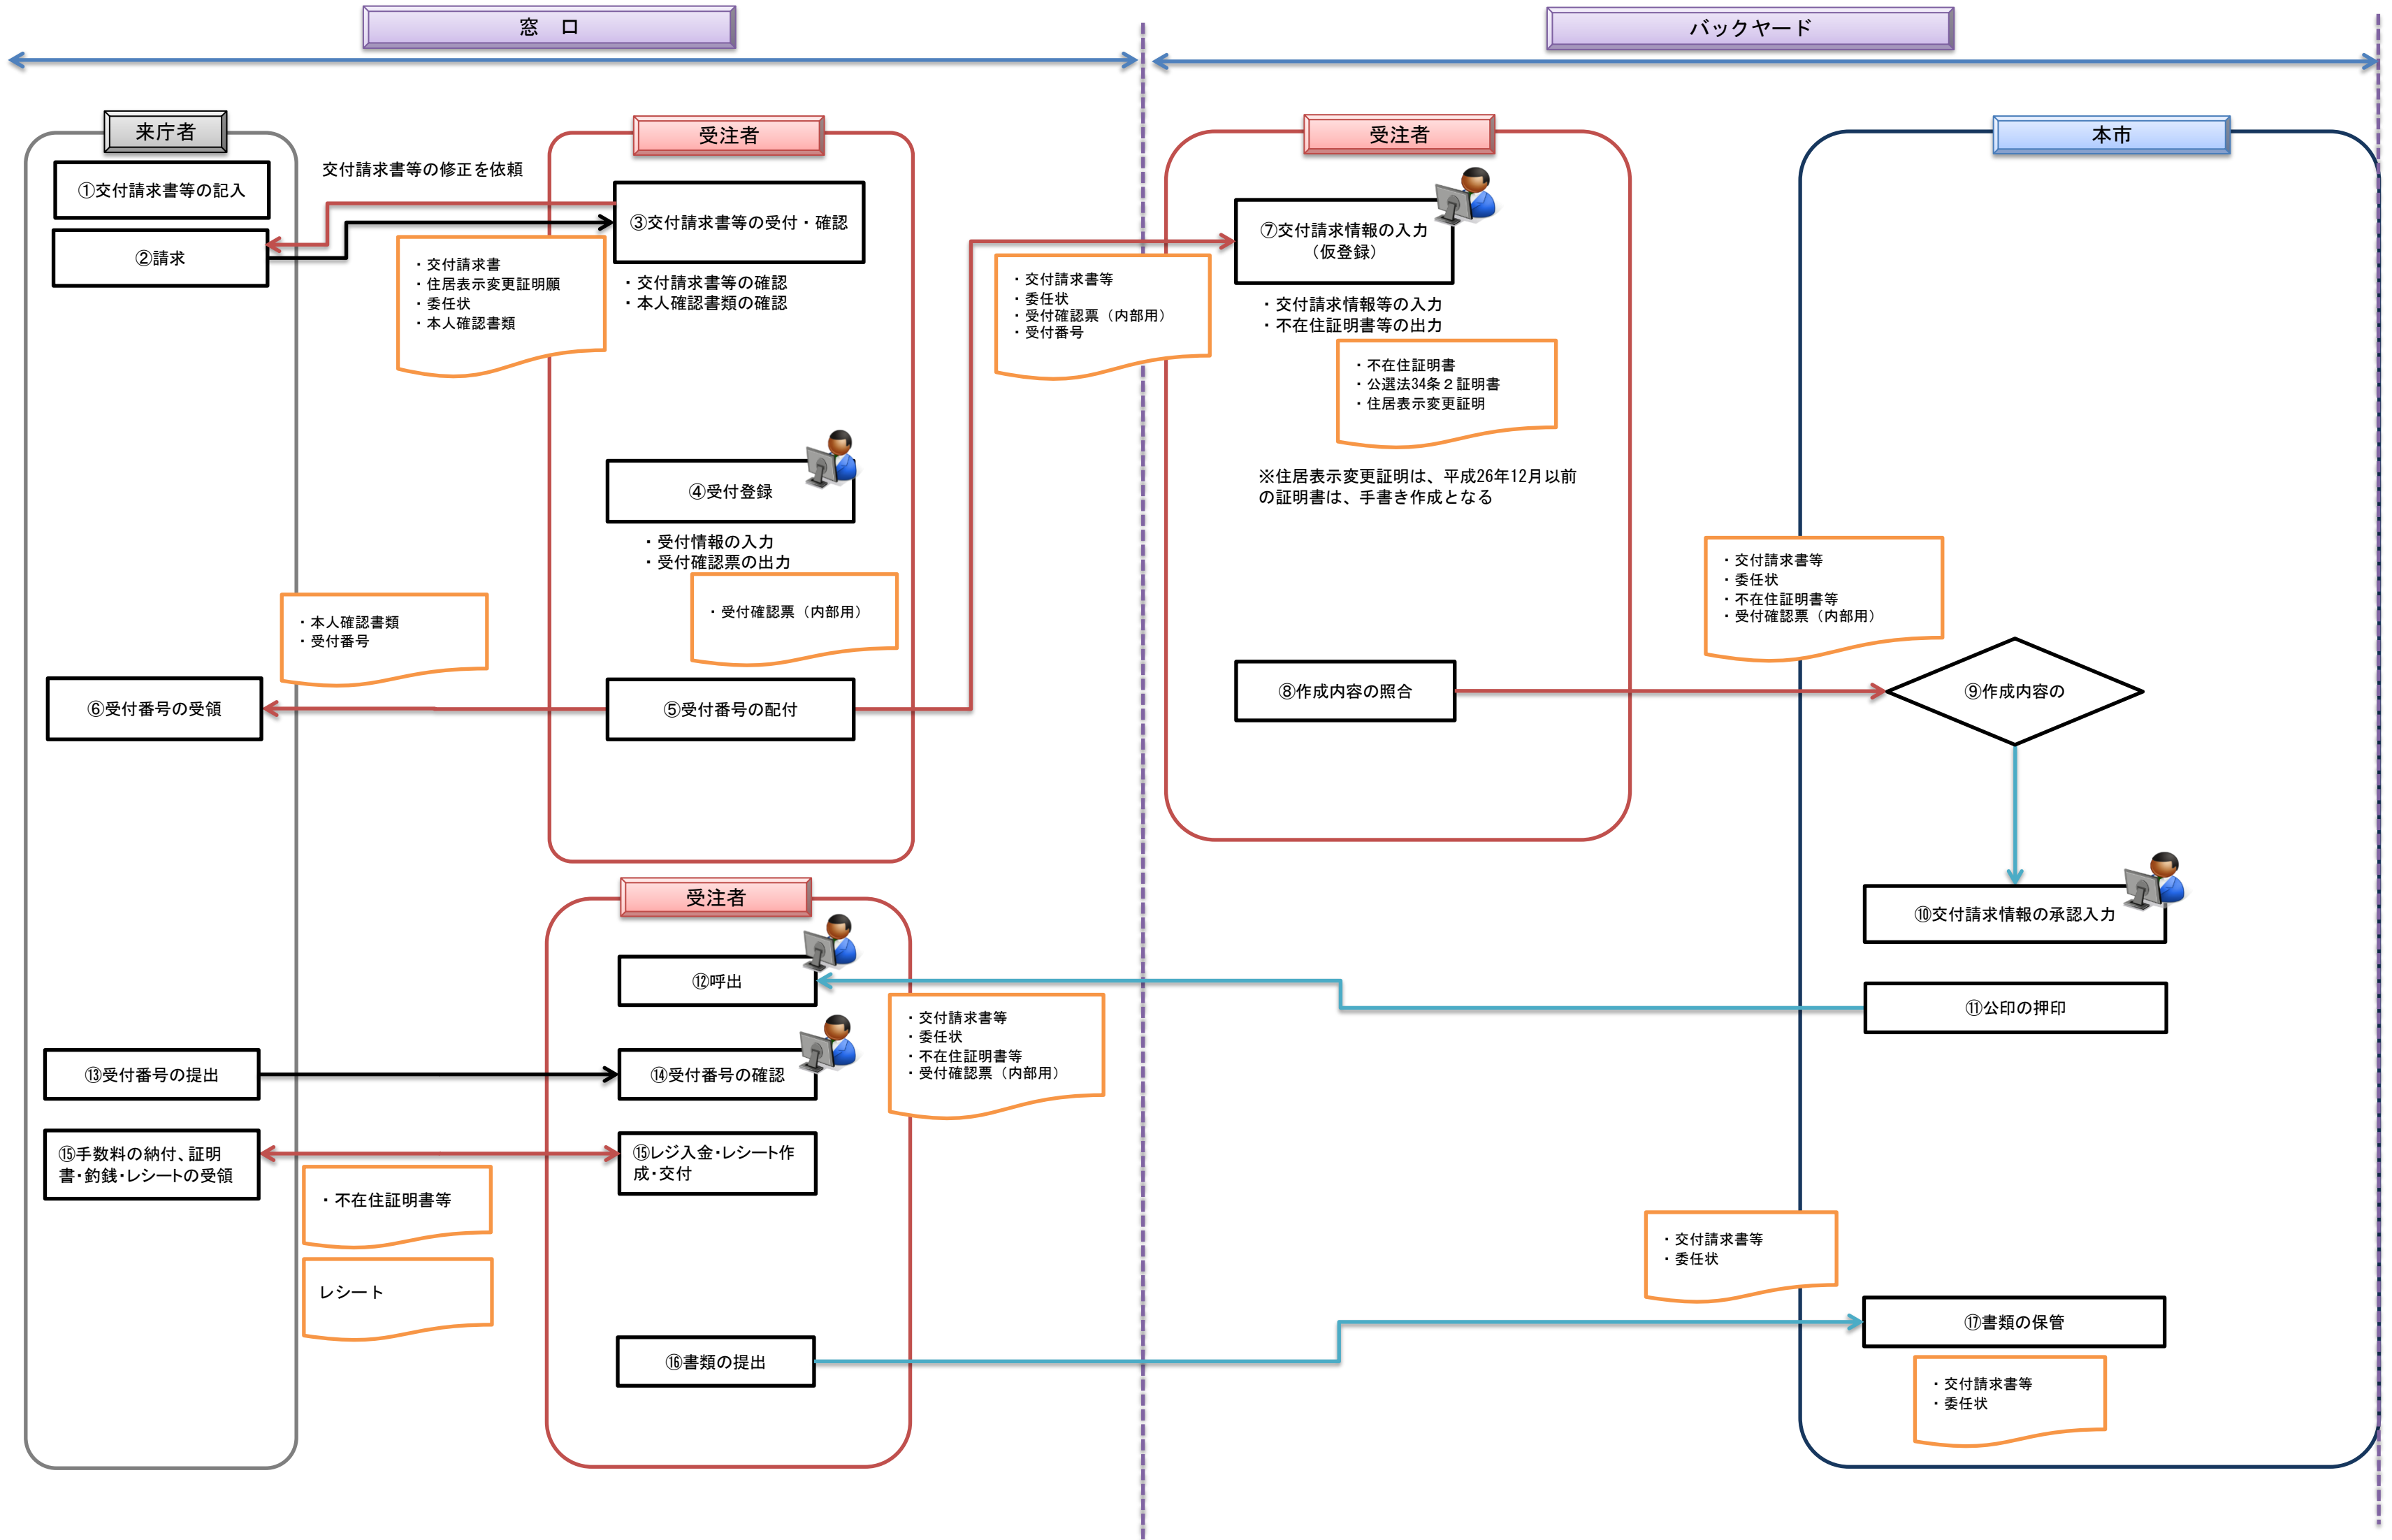 窓　口
バックヤード
来庁者
①交付請求書等の記入
②請求
交付請求書等の修正を依頼
受注者
③交付請求書等の受付・確認
・交付請求書等の確認
・本人確認書類の確認
・交付請求書
・住居表示変更証明願
・委任状
・本人確認書類
④受付登録
・受付情報の入力
・受付確認票の出力
・受付確認票（内部用）
・本人確認書類
・受付番号
⑥受付番号の受領
⑤受付番号の配付
・交付請求書等
・委任状
・受付確認票（内部用）
・受付番号
受注者
⑦交付請求情報の入力
（仮登録）
・交付請求情報等の入力
・不在住証明書等の出力
・不在住証明書
・公選法34条２証明書
・住居表示変更証明
※住居表示変更証明は、平成26年12月以前
の証明書は、手書き作成となる
⑧作成内容の照合
本市
・交付請求書等
・委任状
・不在住証明書等
・受付確認票（内部用）
⑨作成内容の
⑩交付請求情報の承認入力
⑪公印の押印
受注者
⑫呼出
・交付請求書等
・委任状
・不在住証明書等
・受付確認票（内部用）
⑬受付番号の提出
⑭受付番号の確認
⑮手数料の納付、証明
書・釣銭・レシートの受領
⑮レジ入金・レシート作
成・交付
・不在住証明書等
レシート
⑯書類の提出
・交付請求書等
・委任状
⑰書類の保管
・交付請求書等
・委任状